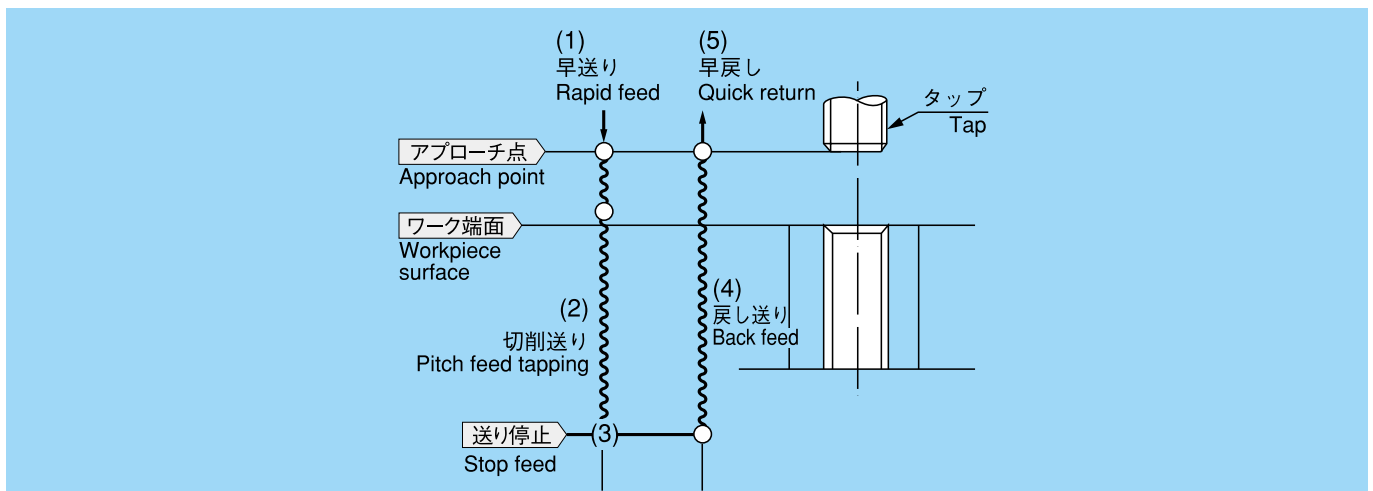 (1)
早送り
Rapid feed
(5)
早戻し
Quick return
タップ
Tap
アプローチ点
Approach point
ワーク端面
Workpiece
surface
(2)
切削送り
Pitch feed tapping
(4)
戻し送り
Back feed
送り停止
Stop feed
(3)